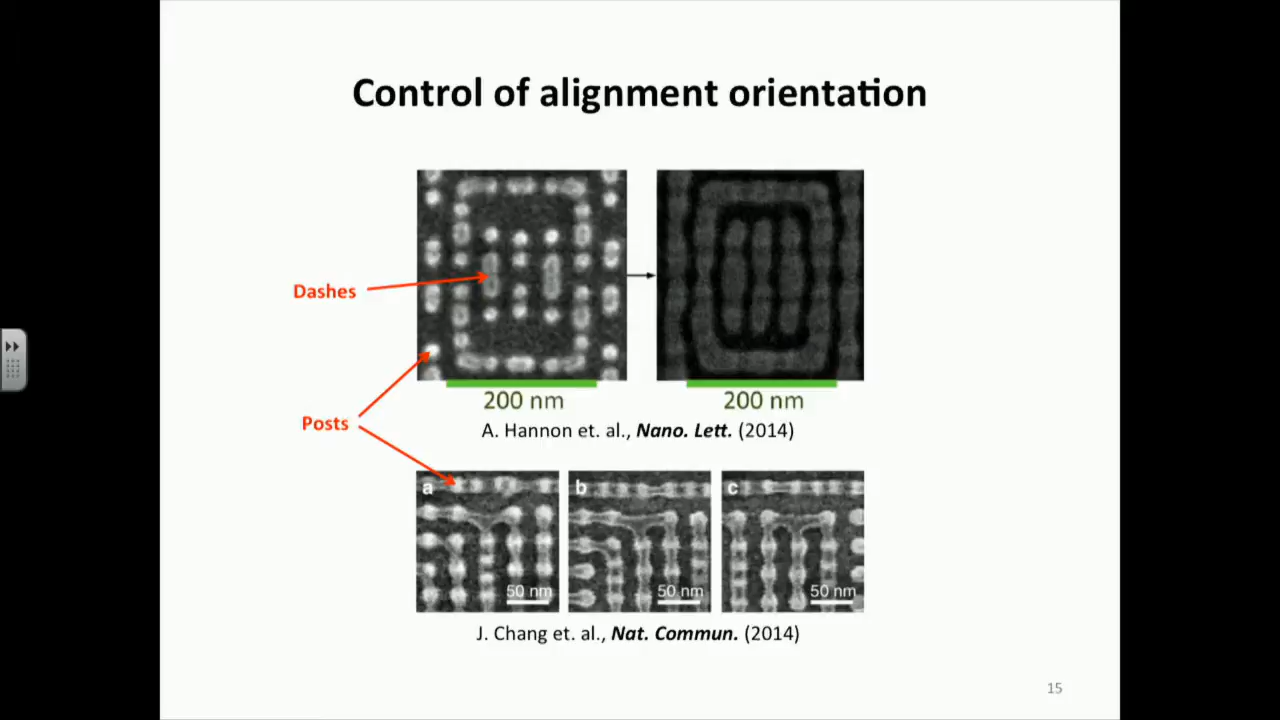 Control of alignment orientation
Dashes
Posts
200 nm
200 nm
A. Hannon et. al., Nano. Lett. (2014)
a
b
c
50 nm
50 nm
50 nm
J. Chang et. al., Nat. Commun. (2014)
15